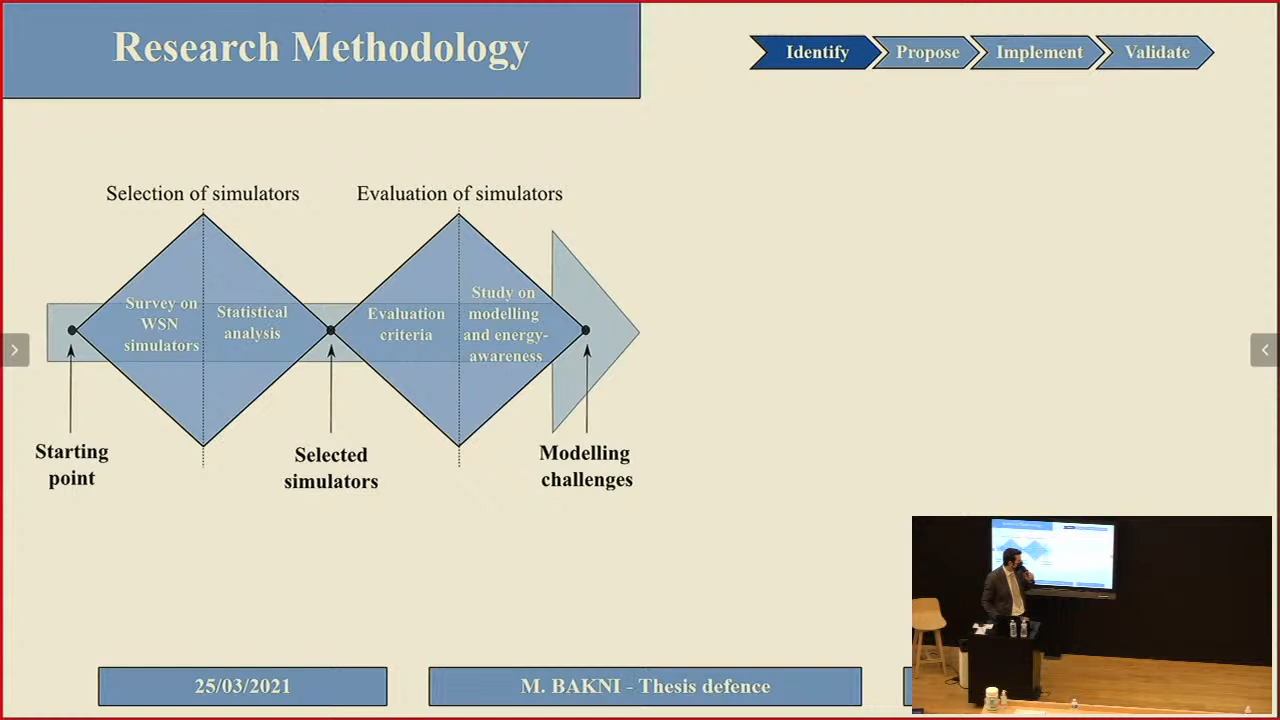 Research Methodology
Identify
Propose
Implement
Validate
Selection of simulators
Evaluation of simulators
Survey on
WSN
simulators
Statistical
analysis
Evaluation
criteria
Study on
modelling
and energy-
awareness
Starting
point
Selected
simulators
Modelling
challenges
25/03/2021
M. BAKNI - Thesis defence